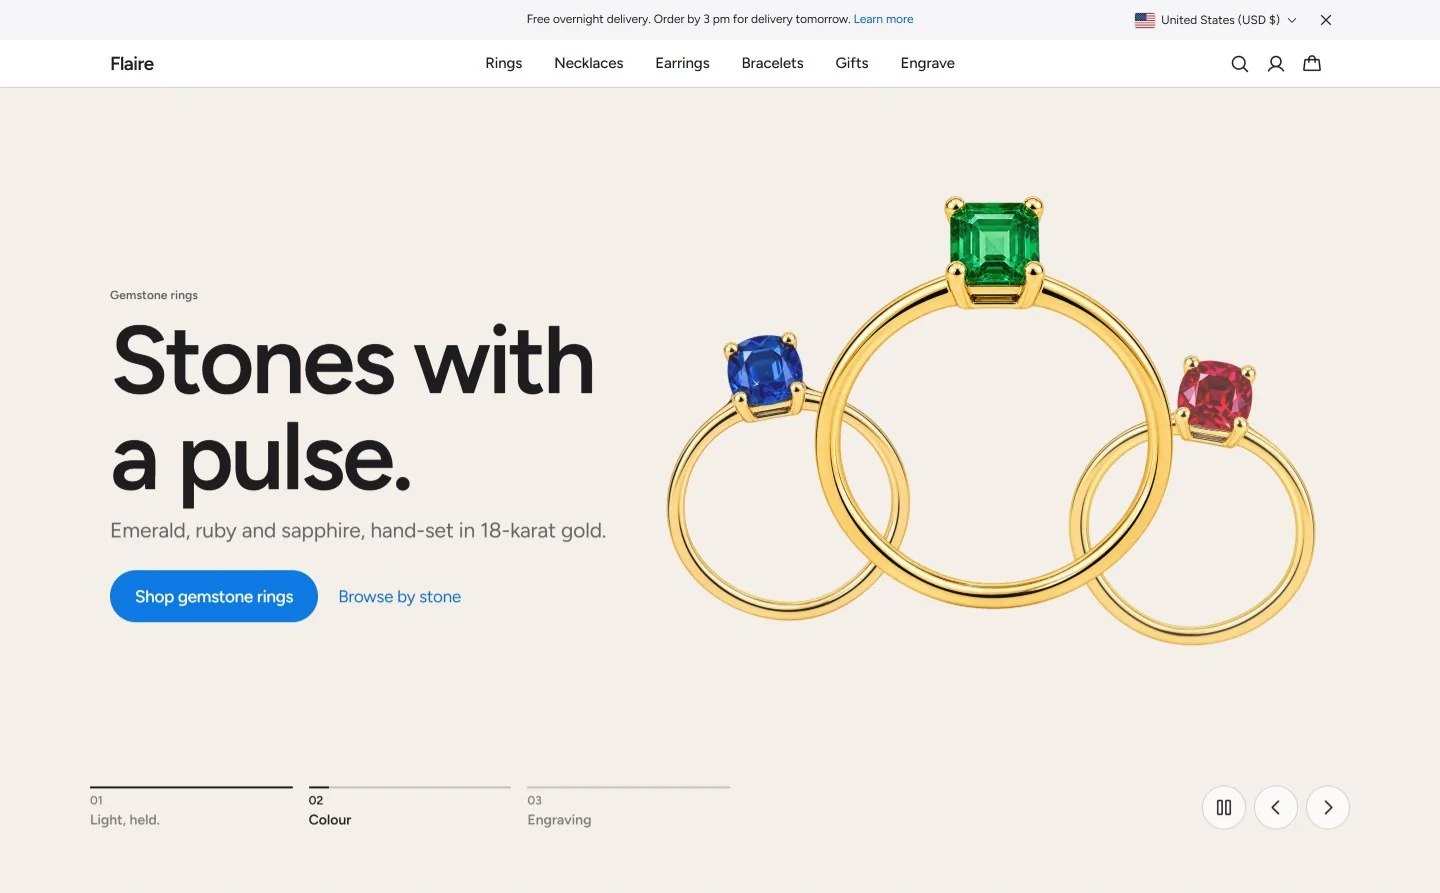 Free overnight delivery. Order by 3 pm for delivery tomorrow. Learn more
United States (USD $)
Flaire
Rings
Necklaces
Earrings
Bracelets
Gifts
Engrave
Gemstone rings
Stones with
a pulse.
Emerald, ruby and sapphire, hand-set in 18-karat gold.
Shop gemstone rings
Browse by stone
01
Light, held.
02
Colour
03
Engraving